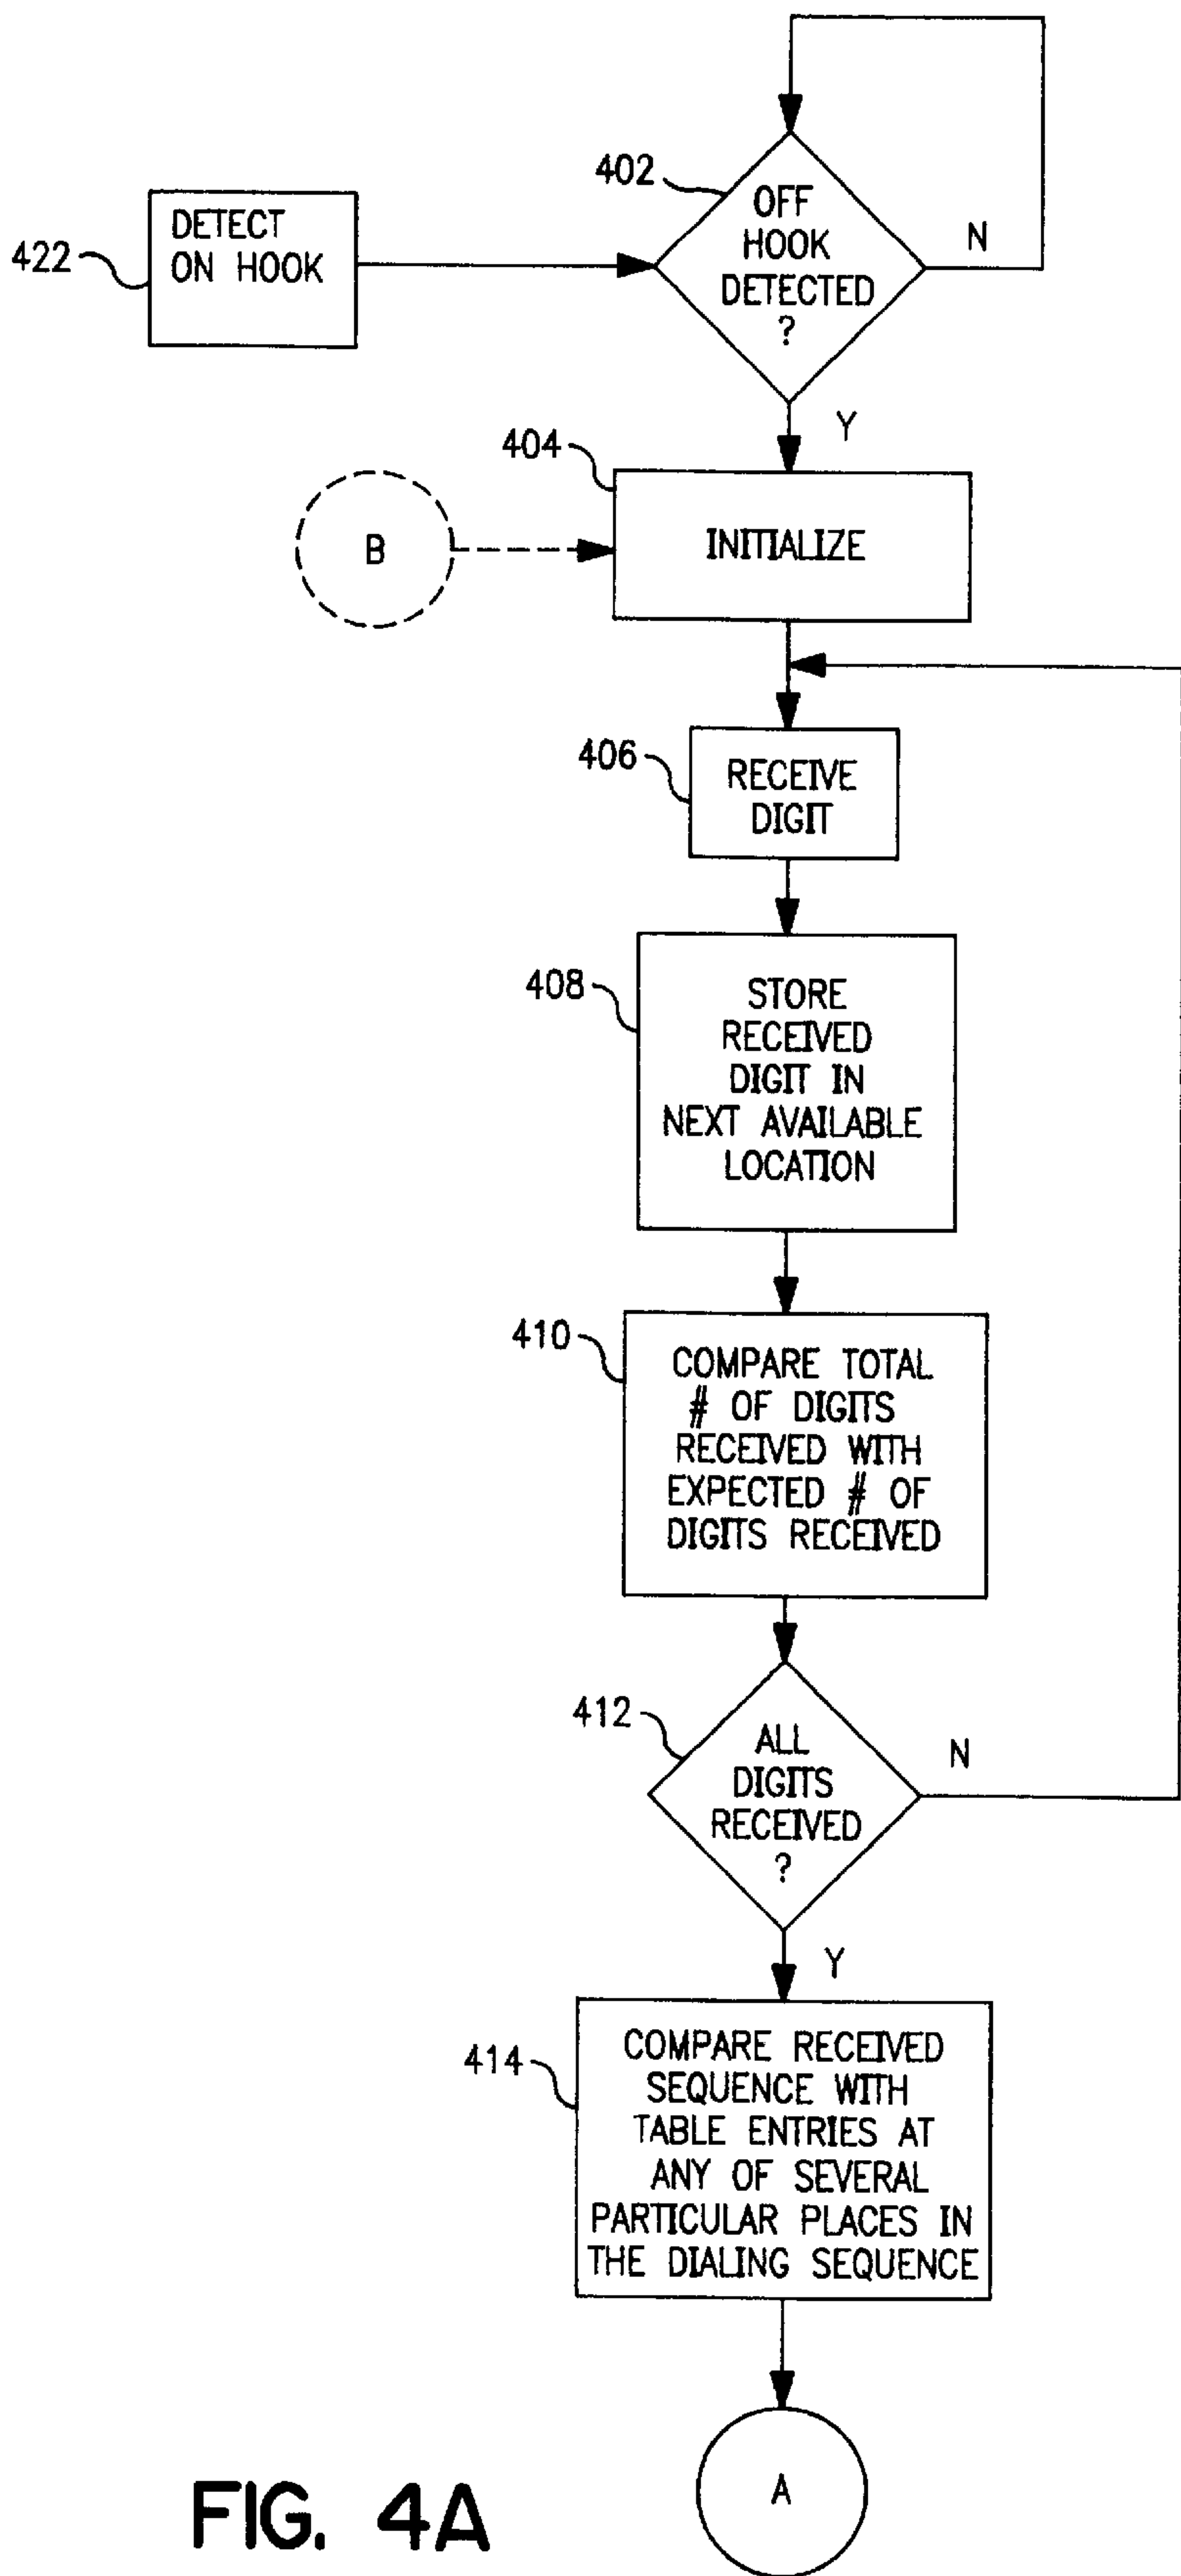 402
OFF
HOOK
DETECTED
?
N
422
DETECT
ON HOOK
Y
404
INITIALIZE
B
406
RECEIVE
DIGIT
408
STORE
RECEIVED
DIGIT IN
NEXT AVAILABLE
LOCATION
410
COMPARE TOTAL
# OF DIGITS
RECEIVED WITH
EXPECTED # OF
DIGITS RECEIVED
412
ALL
DIGITS
RECEIVED
?
N
Y
414
COMPARE RECEIVED
SEQUENCE WITH
TABLE ENTRIES AT
ANY OF SEVERAL
PARTICULAR PLACES IN
THE DIALING SEQUENCE
A
FIG. 4A